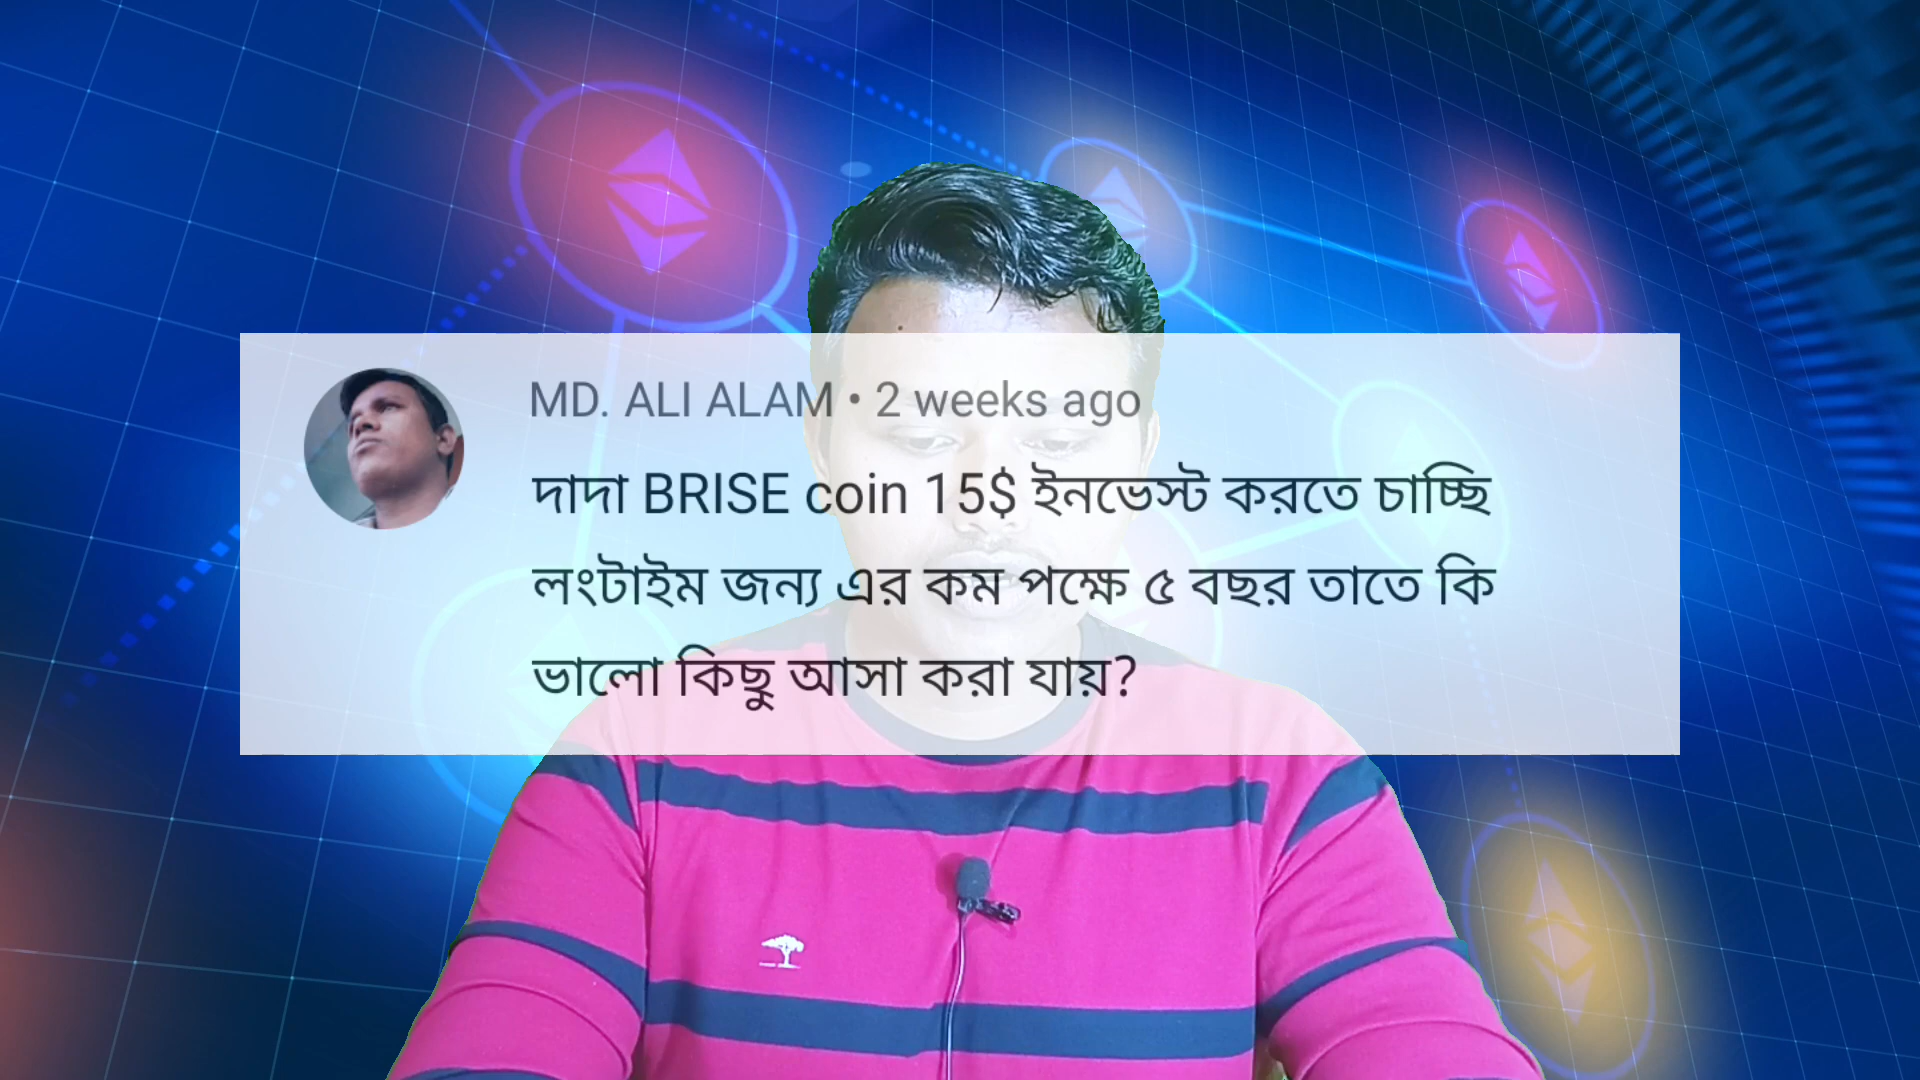 MD. ALI ALAM • 2 weeks ago
দাদা BRISE coin 15$ ইনভেস্ট করতে চাচ্ছি
লংটাইম জন্য এর কম পক্ষে ৫ বছর তাতে কি
ভালো কিছু আসা করা যায়?